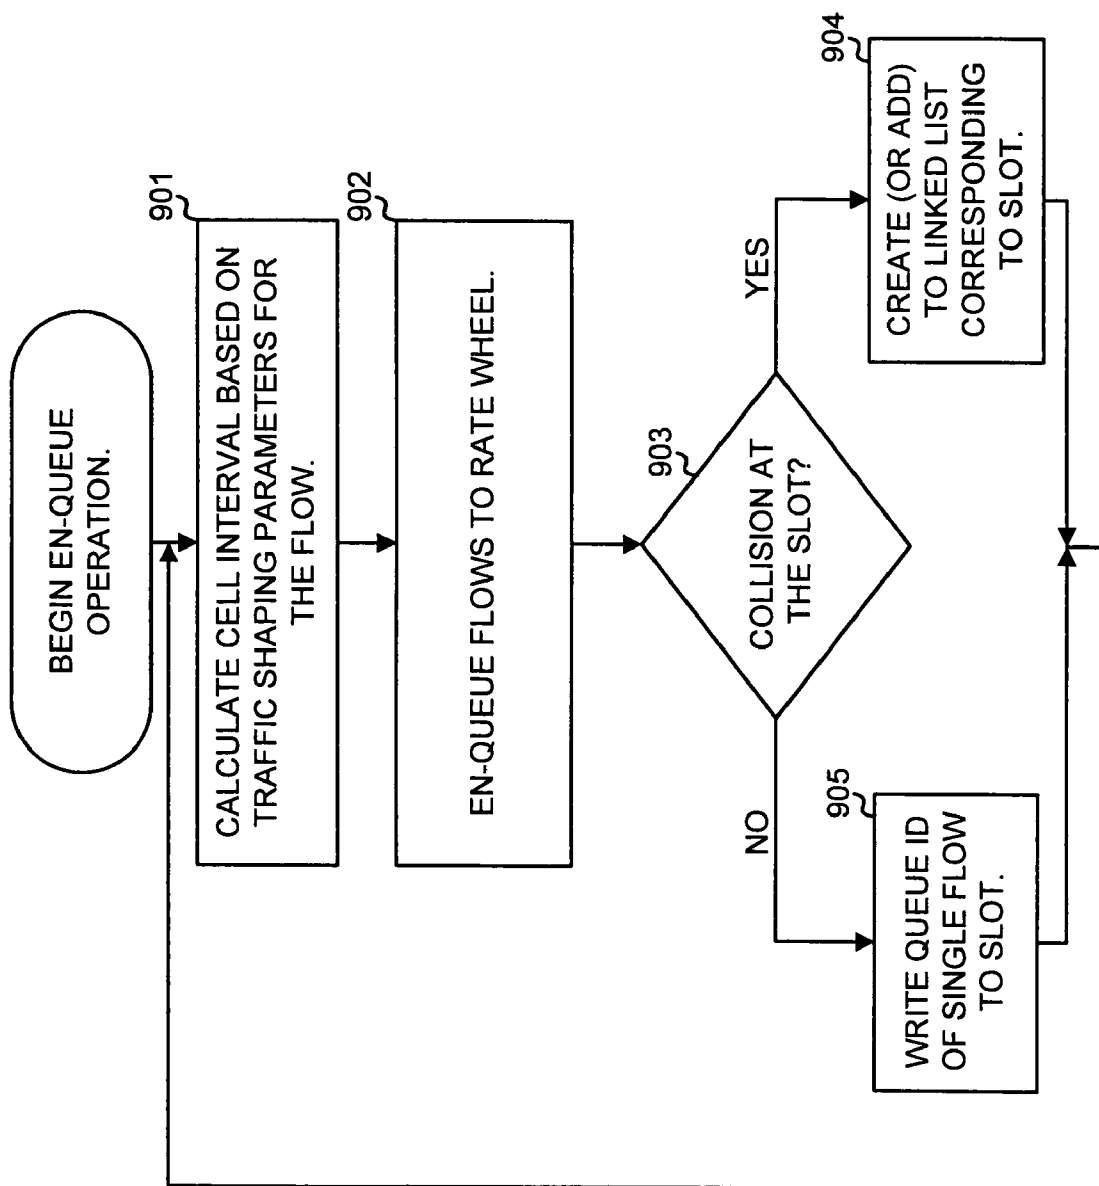 BEGIN EN-QUEUE
OPERATION.
901
CALCULATE CELL INTERVAL BASED ON
TRAFFIC SHAPING PARAMETERS FOR
THE FLOW.
902
EN-QUEUE FLOWS TO RATE WHEEL.
903
COLLISION AT
THE SLOT?
NO
YES
905
WRITE QUEUE ID
OF SINGLE FLOW
TO SLOT.
904
CREATE (OR ADD)
TO LINKED LIST
CORRESPONDING
TO SLOT.